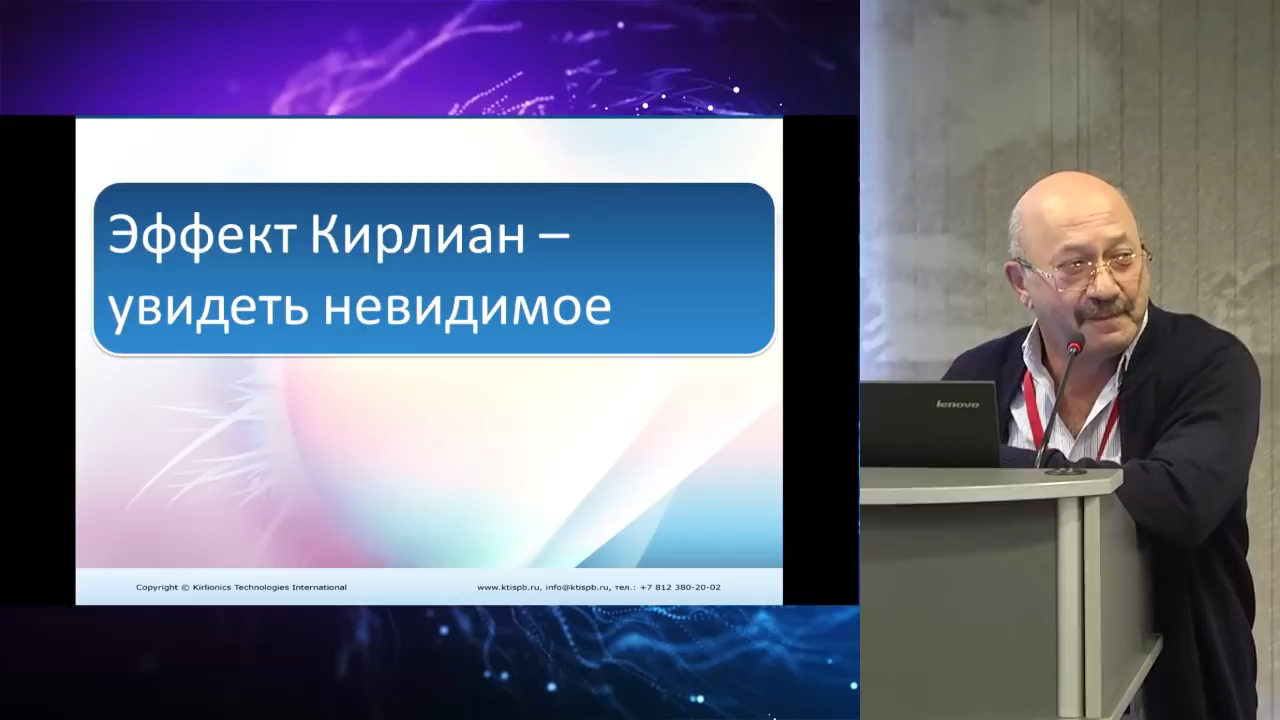 Эффект Кирлиан –
увидеть невидимое
Copyright © Kirlionics Technologies International
www.ktispb.ru, info@ktispb.ru, тел.: +7 812 380-20-02
lenovo